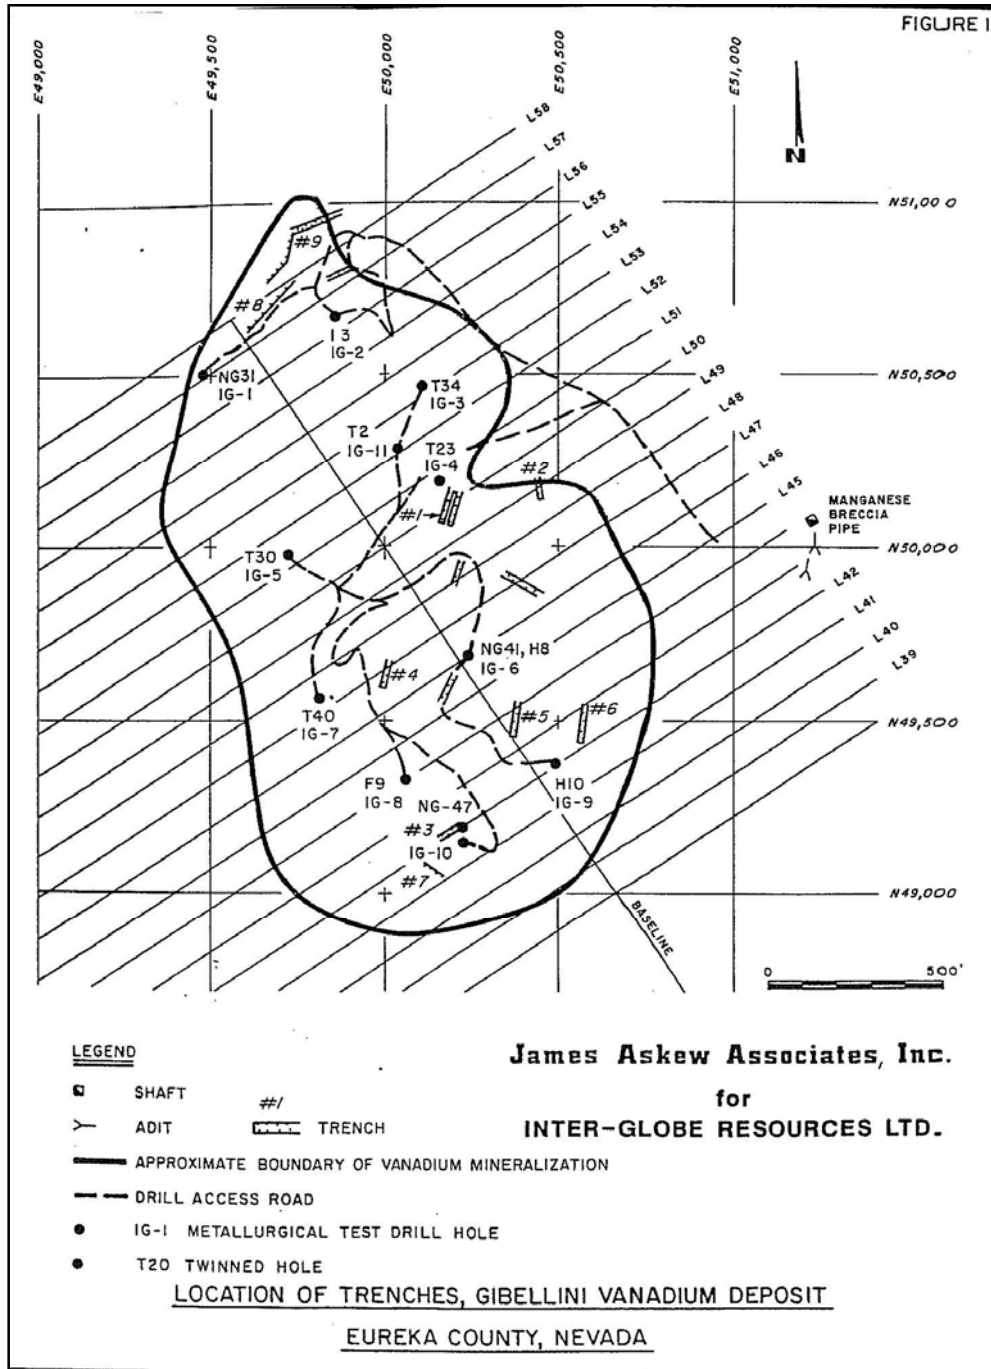 FIGURE 1
E49,000
E49,500
E50,000
E50,500
E51,000
L58
L57
L56
L55
L54
L53
L52
L51
L50
L49
L48
L47
L46
L45
L42
L41
L40
L39
N
N51,000
N50,500
N50,000
N49,500
N49,000
#9
#8
I3
IG-2
NG31
IG-1
T34
IG-3
T2
IG-11
T23
IG-4
#2
#1
MANGANESE
BRECCIA
PIPE
T30
IG-5
NG41, H8
IG-6
#4
T40
IG-7
#5
#6
F9
IG-8
NG-47
H10
IG-9
#3
IG-10
#7
BASELINE
0 500'
LEGEND
SHAFT
ADIT
#1
TRENCH
APPROXIMATE BOUNDARY OF VANADIUM MINERALIZATION
DRILL ACCESS ROAD
IG-1 METALLURGICAL TEST DRILL HOLE
T20 TWINNED HOLE
James Askew Associates, Inc.
for
INTER-GLOBE RESOURCES LTD.
LOCATION OF TRENCHES, GIBELLINI VANADIUM DEPOSIT
EUREKA COUNTY, NEVADA